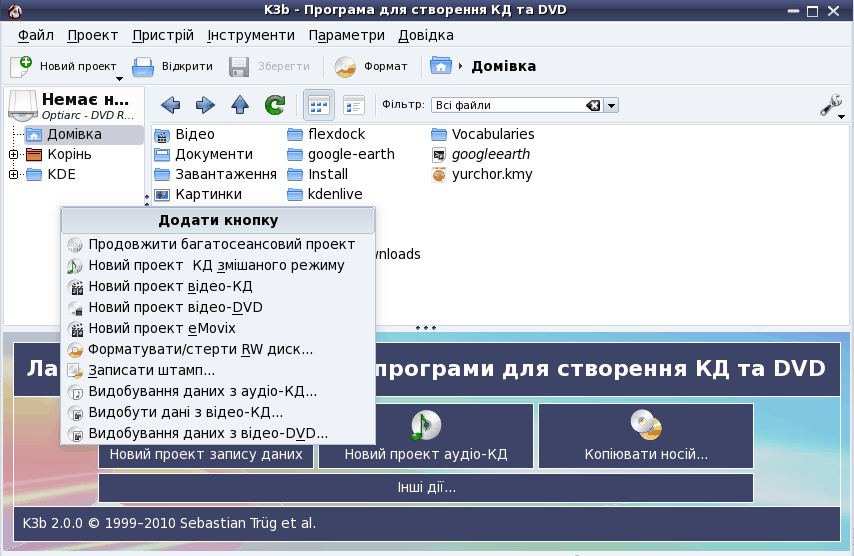 K3b - Програма для створення КД та DVD
Файл Проект Пристрій Інструменти Параметри Довідка
Новий проект Відкрити Зберегти Формат Домівка
Немає н...
Optiarc - DVD R...
Фільтр: Всі файли
Домівка
Корінь
KDE
Відео flexdock Vocabularies
Документи google-earth googleearth
Завантаження Install yurchor.kmy
Картинки kdenlive
wnloads
Додати кнопку
Продовжити багатосеансовий проект
Новий проект КД змішаного режиму
Новий проект відео-КД
Новий проект відео-DVD
Новий проект eMovix
Форматувати/стерти RW диск...
Записати штамп...
Видобування даних з аудіо-КД...
Видобути дані з відео-КД...
Видобування даних з відео-DVD...
Ла програми для створення КД та DVD
Новий проект запису даних Новий проект аудіо-КД Копіювати носій...
Інші дії...
K3b 2.0.0 © 1999–2010 Sebastian Trüg et al.